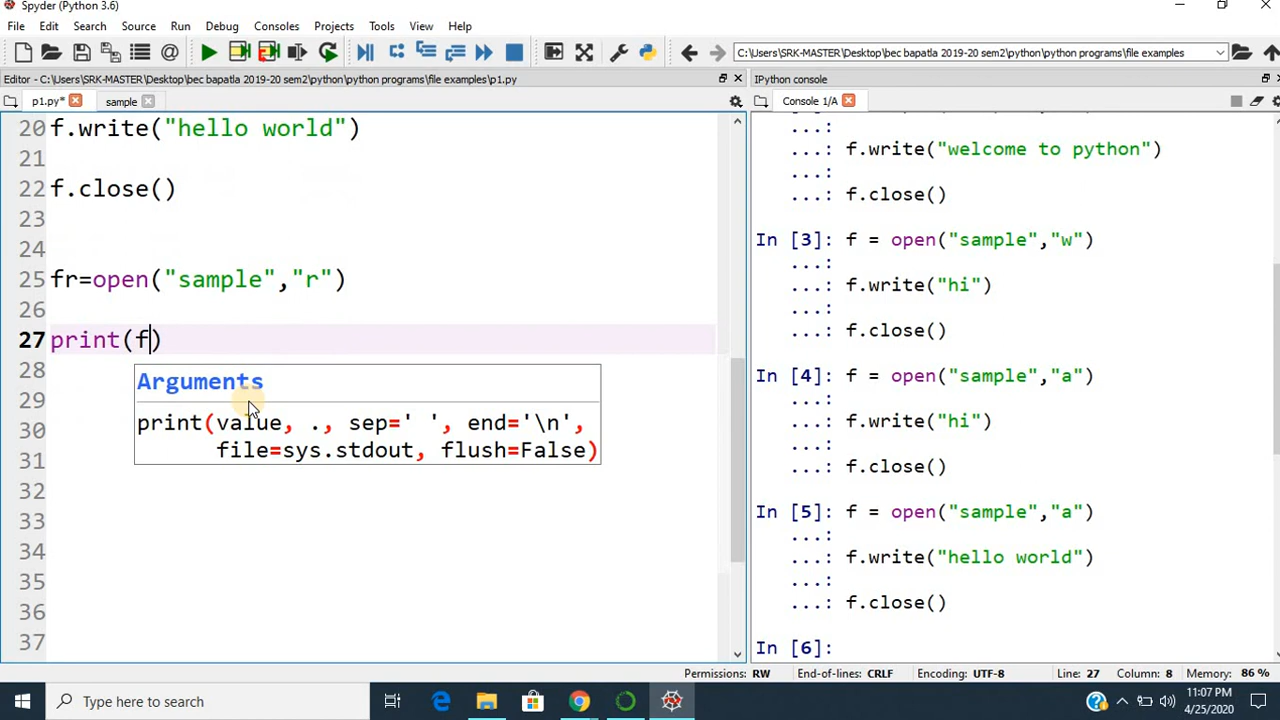 Spyder (Python 3.6)
File Edit Search Source Run Debug Consoles Projects Tools View Help
C:\Users\SRK-MASTER\Desktop\bec bapatla 2019-20 sem2\python\python programs\file examples
Editor - C:\Users\SRK-MASTER\Desktop\bec bapatla 2019-20 sem2\python\python programs\file examples\p1.py
p1.py* sample
20 f.write("hello world")
21
22 f.close()
23
24
25 fr=open("sample","r")
26
27 print(f)
28
Arguments
29
print(value, ., sep=' ', end='\n',
30
file=sys.stdout, flush=False)
31
32
33
34
35
36
37
IPython console
Console 1/A
...:
...: f.write("welcome to python")
...:
...: f.close()
In [3]: f = open("sample","w")
...:
...: f.write("hi")
...:
...: f.close()
In [4]: f = open("sample","a")
...:
...: f.write("hi")
...:
...: f.close()
In [5]: f = open("sample","a")
...:
...: f.write("hello world")
...:
...: f.close()
In [6]:
Permissions: RW End-of-lines: CRLF Encoding: UTF-8 Line: 27 Column: 8 Memory: 86 %
Type here to search
11:07 PM
4/25/2020